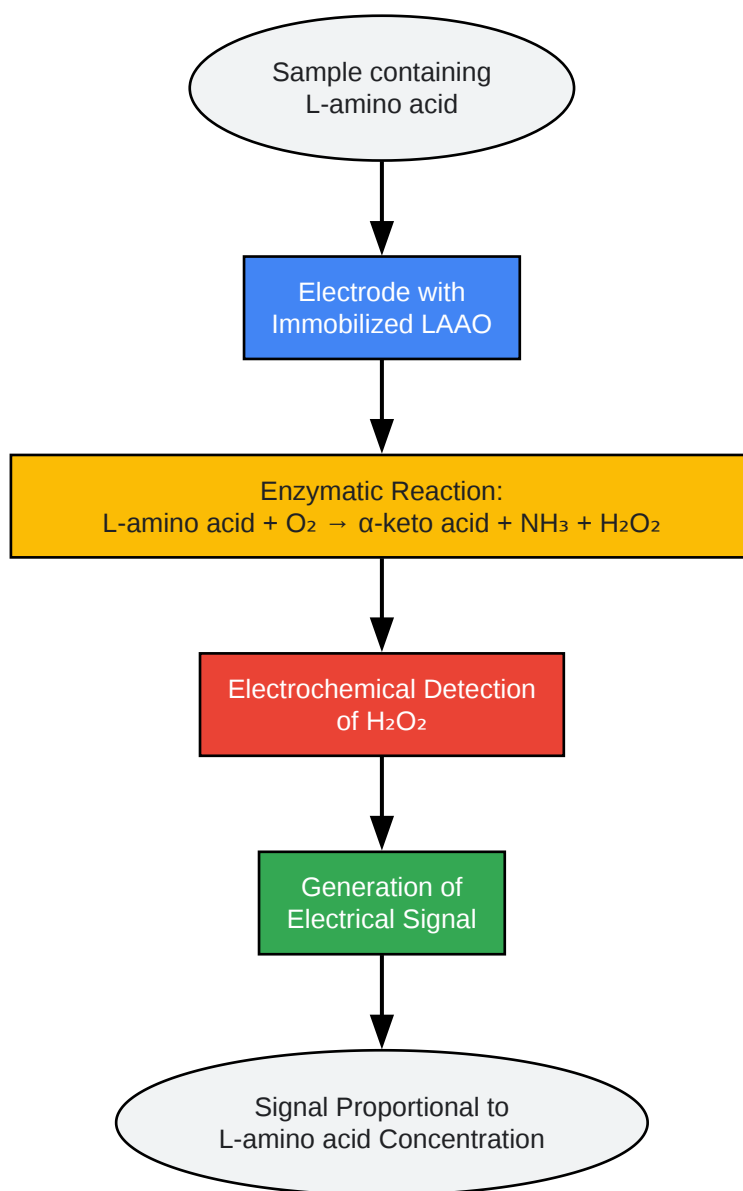 Sample containing
L-amino acid
Electrode with
Immobilized LAAO
Enzymatic Reaction:
L-amino acid + O₂ → α-keto acid + NH₃ + H₂O₂
Electrochemical Detection
of H₂O₂
Generation of
Electrical Signal
Signal Proportional to
L-amino acid Concentration